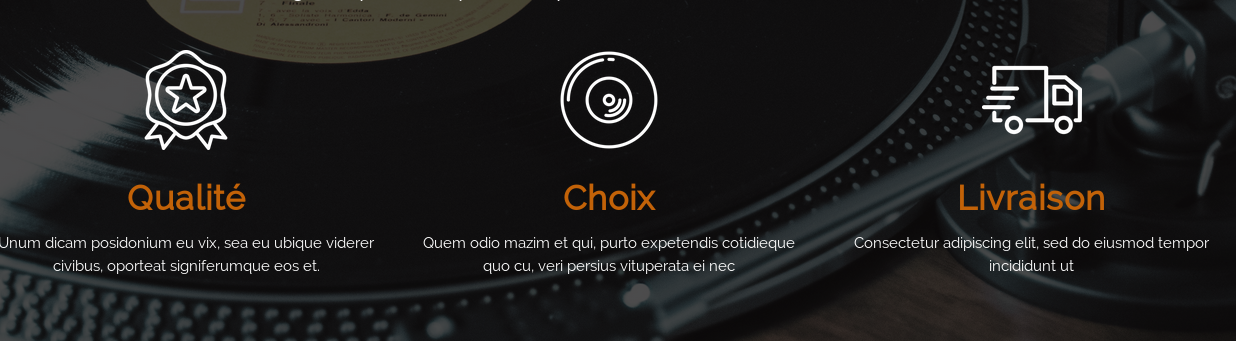 Finale
Qualité
Choix
Livraison
Unum dicam posidonium eu vix, sea eu ubique viderer
civibus, oporteat signiferumque eos et.
Quem odio mazim et qui, purto expetendis cotidieque
quo cu, veri persius vituperata ei nec
Consectetur adipiscing elit, sed do eiusmod tempor
incididunt ut